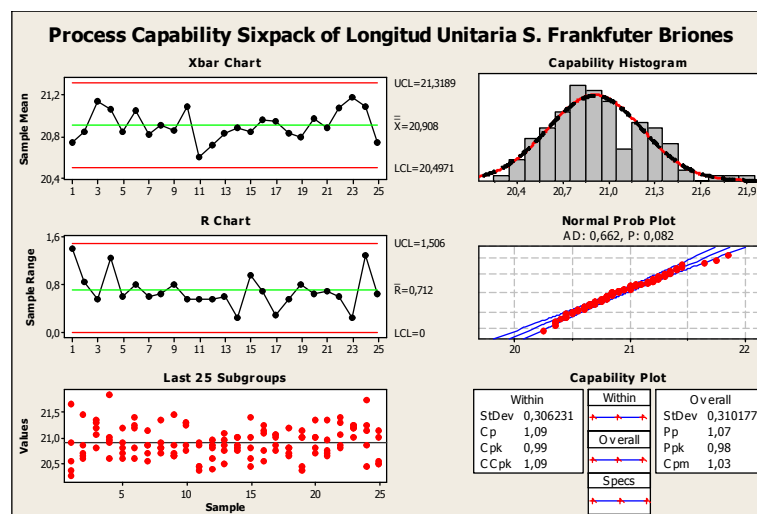 Process Capability Sixpack of Longitud Unitaria S. Frankfuter Briones
Xbar Chart
Sample Mean
21,2
20,8
20,4
1 3 5 7 9 11 13 15 17 19 21 23 25
UCL=21,3189
X=20,908
LCL=20,4971
Capability Histogram
20,4 20,7 21,0 21,3 21,6 21,9
R Chart
Sample Range
1,6
0,8
0,0
1 3 5 7 9 11 13 15 17 19 21 23 25
UCL=1,506
R=0,712
LCL=0
Normal Prob Plot
AD: 0,662, P: 0,082
20 21 22
Last 25 Subgroups
Values
21,5
21,0
20,5
5 10 15 20 25
Sample
Capability Plot
Within
StDev 0,306231
Cp 1,09
Cpk 0,99
CCpk 1,09
Within
Overall
Specs
Overall
StDev 0,310177
Pp 1,07
Ppk 0,98
Cpm 1,03